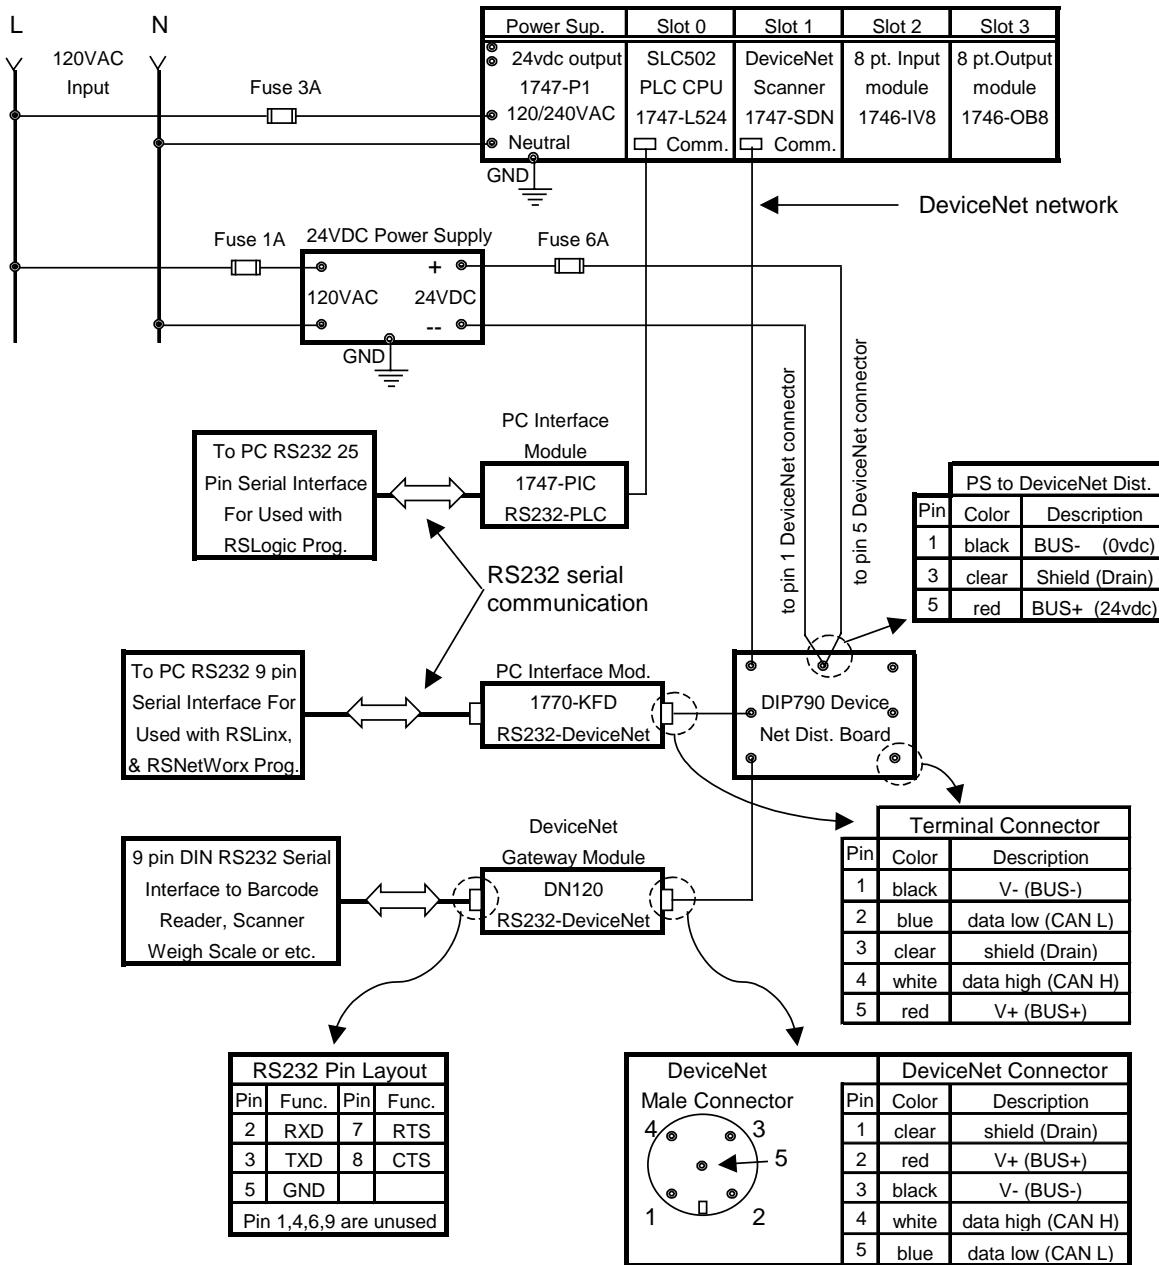 L
N
120VAC
Input
Fuse 3A
Power Sup.
24vdc output
1747-P1
120/240VAC
Neutral
Slot 0
SLC502
PLC CPU
1747-L524
Comm.
Slot 1
DeviceNet
Scanner
1747-SDN
Comm.
Slot 2
8 pt. Input
module
1746-IV8
Slot 3
8 pt.Output
module
1746-OB8
GND
DeviceNet network
Fuse 1A
24VDC Power Supply
Fuse 6A
+
120VAC
24VDC
--
GND
to pin 1 DeviceNet connector
to pin 5 DeviceNet connector
To PC RS232 25
Pin Serial Interface
For Used with
RSLogic Prog.
PC Interface
Module
1747-PIC
RS232-PLC
RS232 serial
communication
PS to DeviceNet Dist.
Pin Color Description
1 black BUS- (0vdc)
3 clear Shield (Drain)
5 red BUS+ (24vdc)
To PC RS232 9 pin
Serial Interface For
Used with RSLinx,
& RSNetWorx Prog.
PC Interface Mod.
1770-KFD
RS232-DeviceNet
DIP790 Device
Net Dist. Board
9 pin DIN RS232 Serial
Interface to Barcode
Reader, Scanner
Weigh Scale or etc.
DeviceNet
Gateway Module
DN120
RS232-DeviceNet
Terminal Connector
Pin Color Description
1 black V- (BUS-)
2 blue data low (CAN L)
3 clear shield (Drain)
4 white data high (CAN H)
5 red V+ (BUS+)
RS232 Pin Layout
Pin Func. Pin Func.
2 RXD 7 RTS
3 TXD 8 CTS
5 GND
Pin 1,4,6,9 are unused
DeviceNet
Male Connector
4
3
5
1
2
DeviceNet Connector
Pin Color Description
1 clear shield (Drain)
2 red V+ (BUS+)
3 black V- (BUS-)
4 white data high (CAN H)
5 blue data low (CAN L)